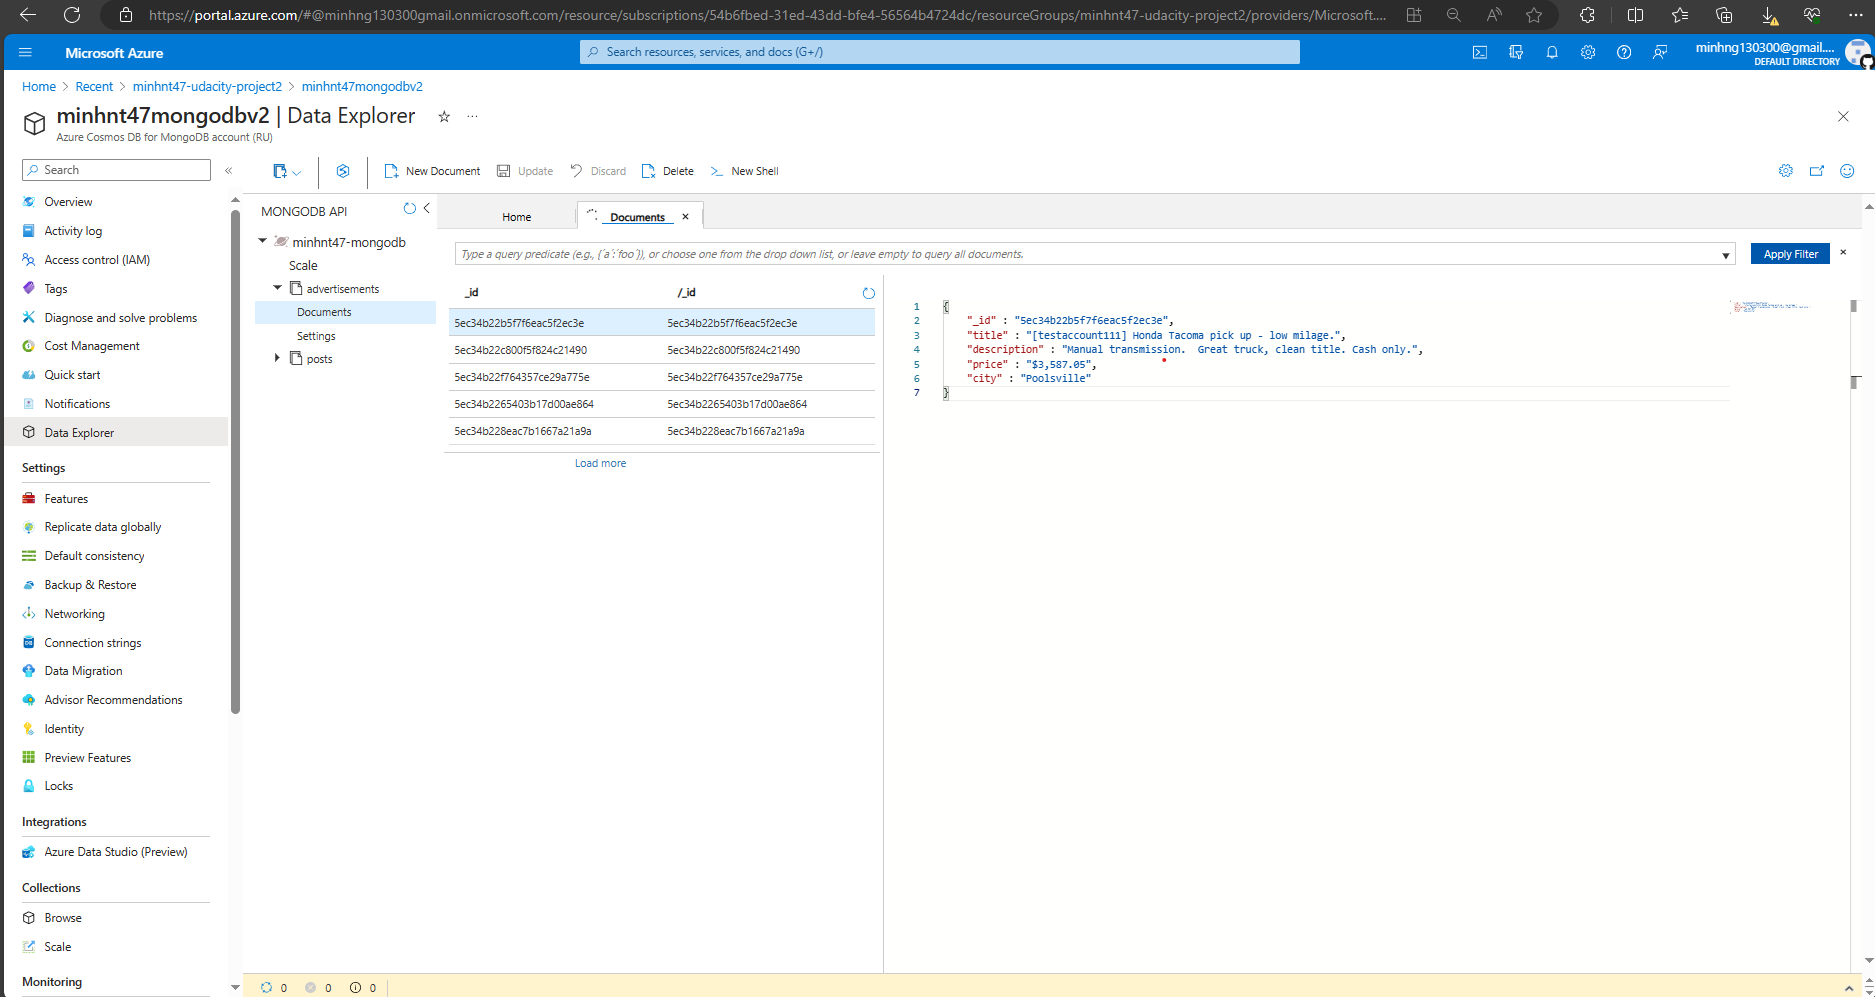 https://portal.azure.com/#@minhng130300gmail.onmicrosoft.com/resource/subscriptions/54b6fbed-31ed-43dd-bfe4-56564b4724dc/resourceGroups/minhnt47-udacity-project2/providers/Microsoft....
Microsoft Azure
Search resources, services, and docs (G+/)
minhng130300@gmail....
DEFAULT DIRECTORY
Home > Recent > minhnt47-udacity-project2 > minhnt47mongodbv2
minhnt47mongodbv2 | Data Explorer
Azure Cosmos DB for MongoDB account (RU)
Search
Overview
Activity log
Access control (IAM)
Tags
Diagnose and solve problems
Cost Management
Quick start
Notifications
Data Explorer
Settings
Features
Replicate data globally
Default consistency
Backup & Restore
Networking
Connection strings
Data Migration
Advisor Recommendations
Identity
Preview Features
Locks
Integrations
Azure Data Studio (Preview)
Collections
Browse
Scale
Monitoring
New Document Update Discard Delete New Shell
MONGODB API
minhnt47-mongodb
Scale
advertisements
Documents
Settings
posts
Home Documents
Type a query predicate (e.g., {´a´:´foo´}), or choose one from the drop down list, or leave empty to query all documents.
Apply Filter
_id /_id
5ec34b22b5f7f6eac5f2ec3e 5ec34b22b5f7f6eac5f2ec3e
5ec34b22c800f5f824c21490 5ec34b22c800f5f824c21490
5ec34b22f764357ce29a775e 5ec34b22f764357ce29a775e
5ec34b2265403b17d00ae864 5ec34b2265403b17d00ae864
5ec34b228eac7b1667a21a9a 5ec34b228eac7b1667a21a9a
Load more
1 {
2 "_id" : "5ec34b22b5f7f6eac5f2ec3e",
3 "title" : "[testaccount111] Honda Tacoma pick up - low milage.",
4 "description" : "Manual transmission.  Great truck, clean title. Cash only.",
5 "price" : "$3,587.05",
6 "city" : "Poolsville"
7 }
0 0 0